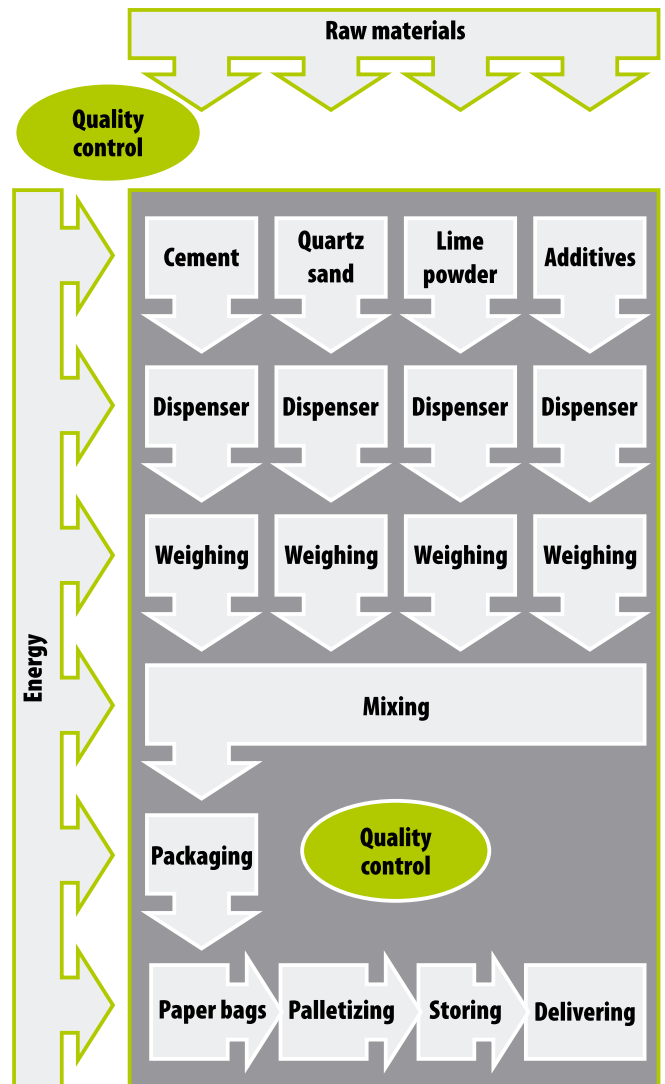 Raw materials
Quality
control
Cement
Quartz
sand
Lime
powder
Additives
Dispenser
Dispenser
Dispenser
Dispenser
Weighing
Weighing
Weighing
Weighing
Energy
Mixing
Packaging
Quality
control
Paper bags
Palletizing
Storing
Delivering